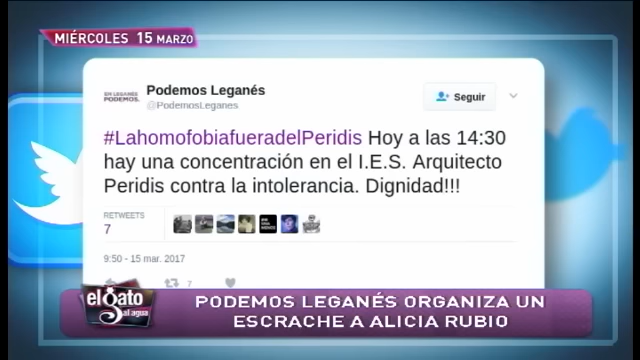 MIÉRCOLES 15 MARZO
EN LEGANÉS
PODEMOS.
Podemos Leganés
@PodemosLeganes
Seguir
#LahomofobiafueradelPeridis Hoy a las 14:30
hay una concentración en el I.E.S. Arquitecto
Peridis contra la intolerancia. Dignidad!!!
RETWEETS
7
9:50 - 15 mar. 2017
7
el gato
al agua
PODEMOS LEGANÉS ORGANIZA UN
ESCRACHE A ALICIA RUBIO